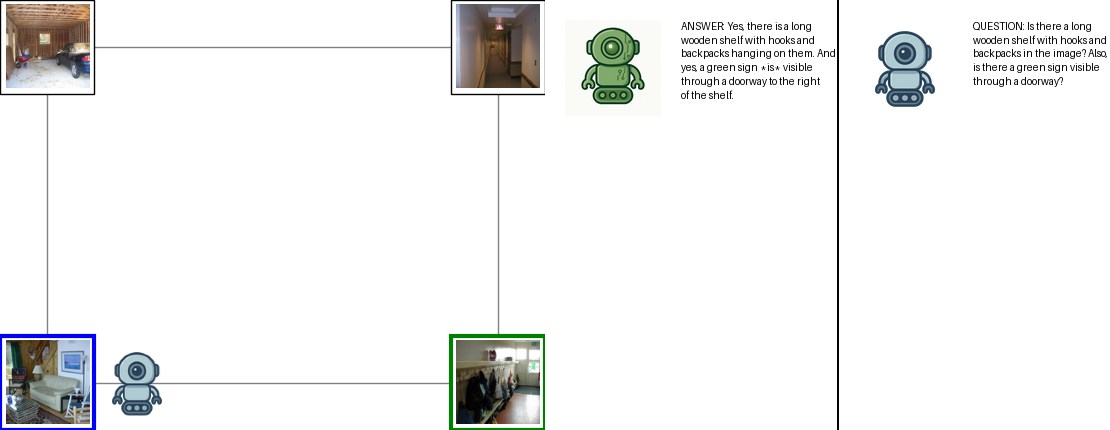 ANSWER: Yes, there is a long
wooden shelf with hooks and
backpacks hanging on them. And
yes, a green sign *is* visible
through a doorway to the right
of the shelf.
QUESTION: Is there a long
wooden shelf with hooks and
backpacks in the image? Also,
is there a green sign visible
through a doorway?